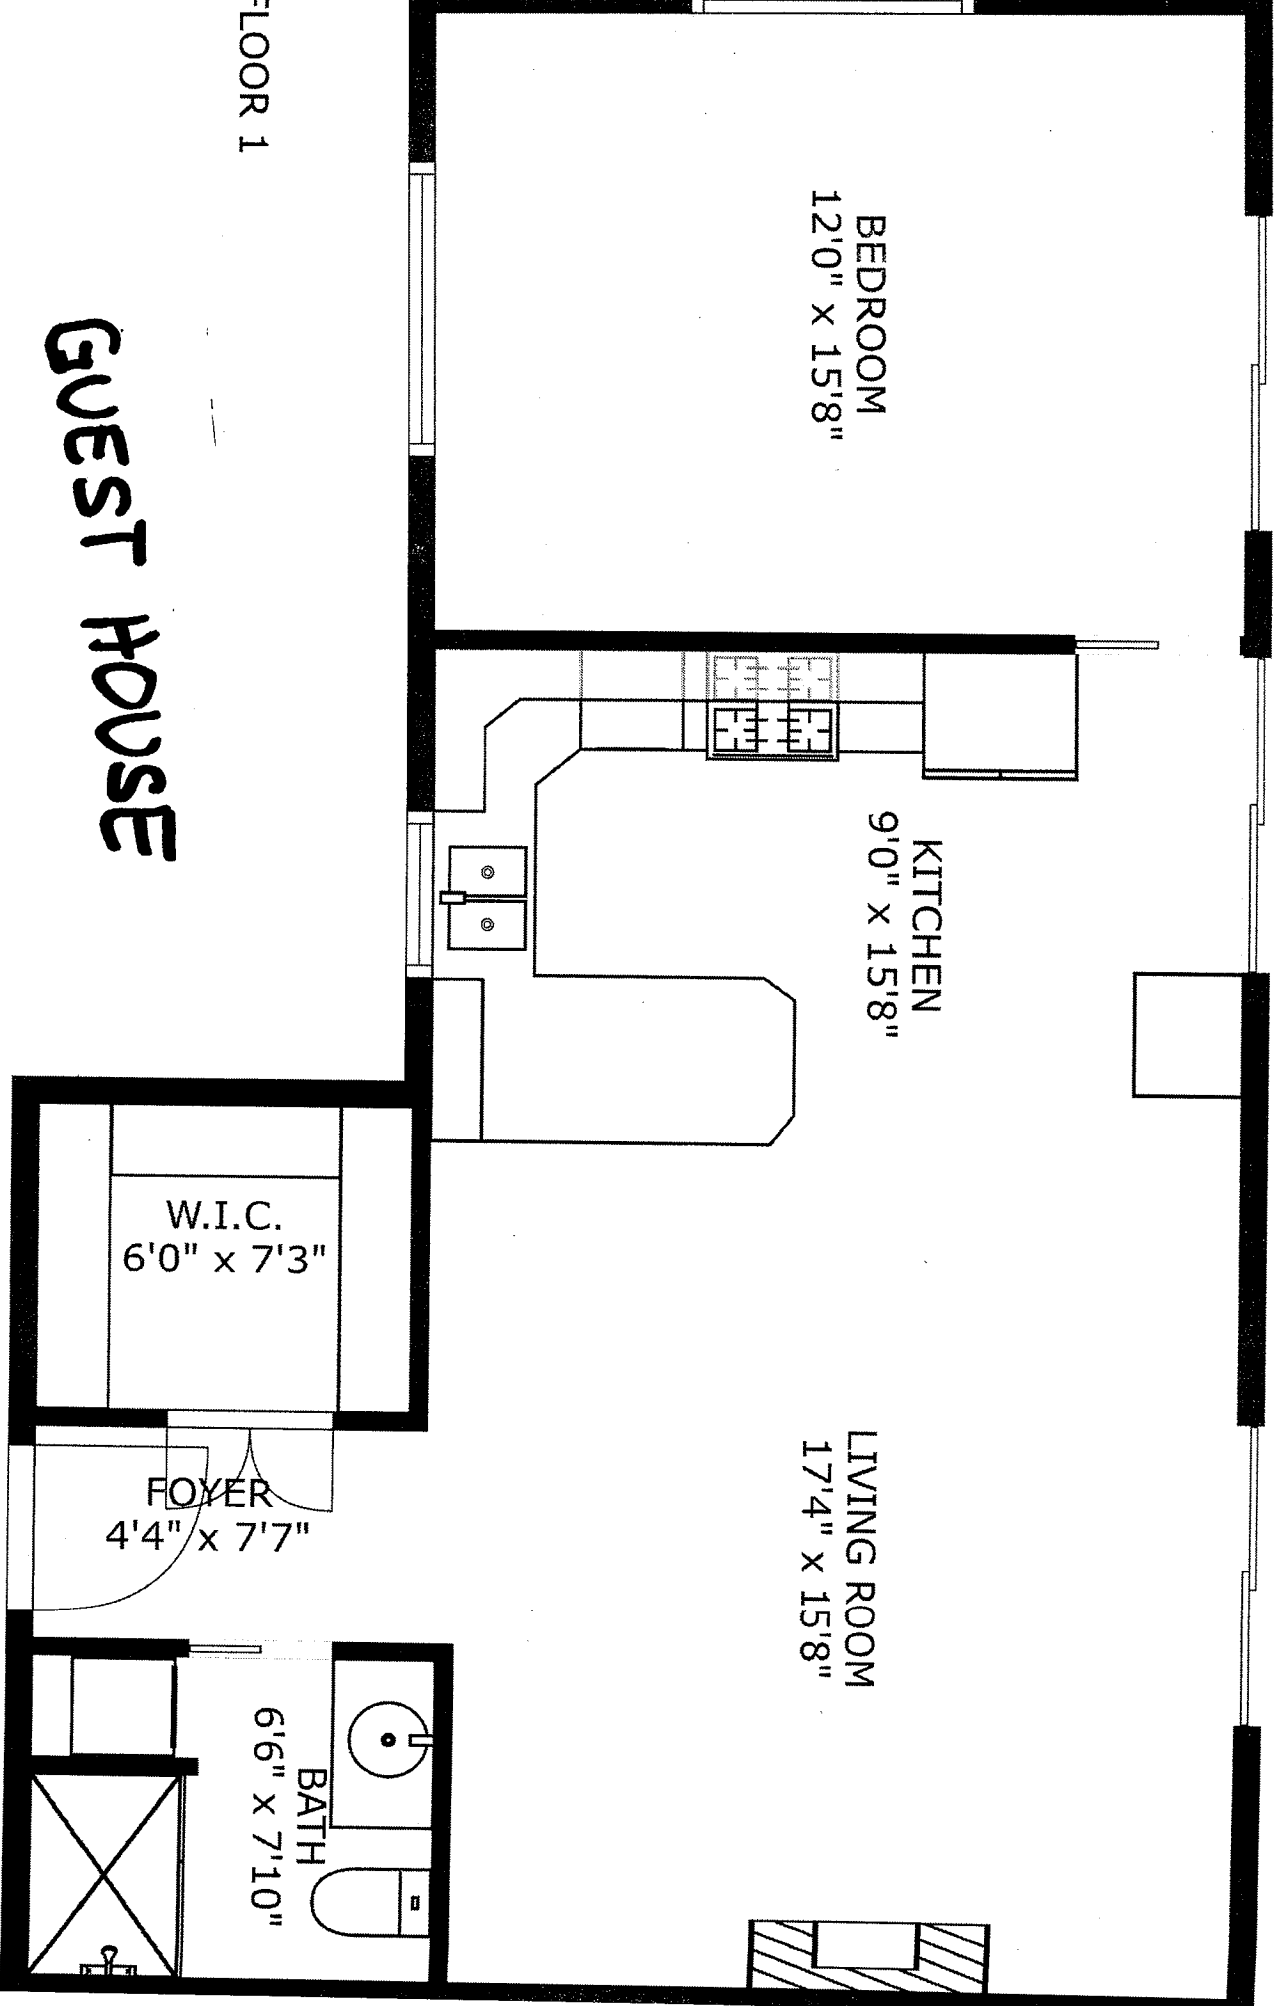 FLOOR 1
GUEST HOUSE
BEDROOM
12'0" x 15'8"
KITCHEN
9'0" x 15'8"
W.I.C.
6'0" x 7'3"
FOYER
4'4" x 7'7"
LIVING ROOM
17'4" x 15'8"
BATH
6'6" x 7'10"